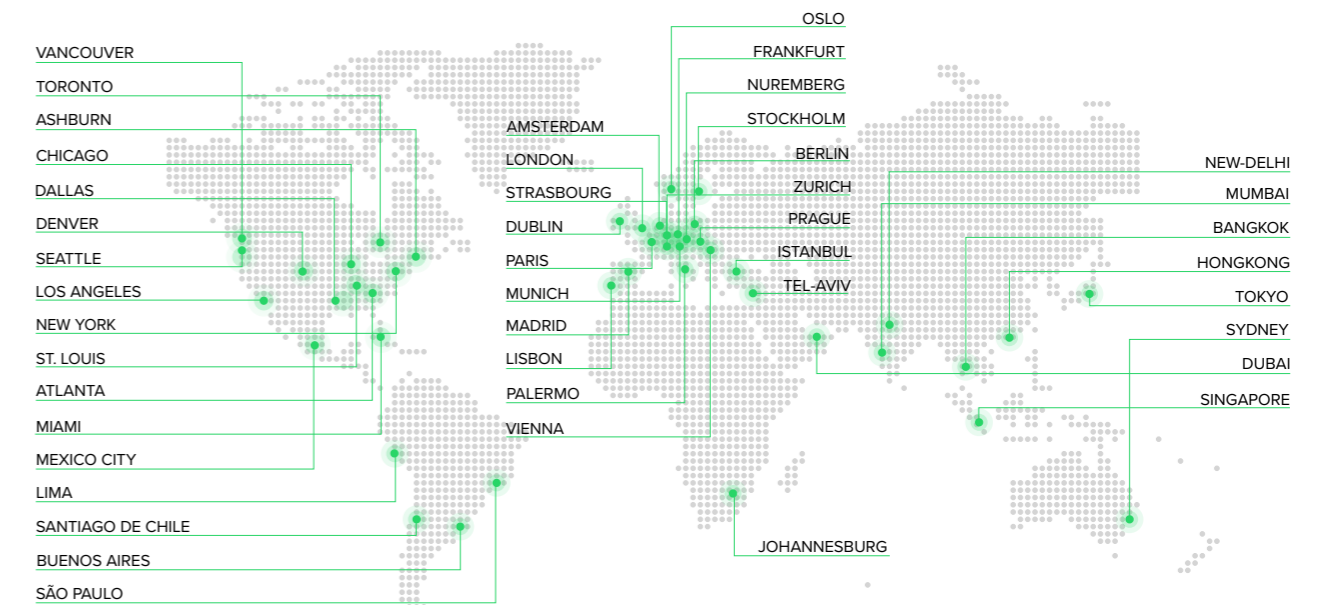 VANCOUVER
TORONTO
ASHBURN
CHICAGO
DALLAS
DENVER
SEATTLE
LOS ANGELES
NEW YORK
ST. LOUIS
ATLANTA
MIAMI
MEXICO CITY
LIMA
SANTIAGO DE CHILE
BUENOS AIRES
SÃO PAULO
AMSTERDAM
LONDON
STRASBOURG
DUBLIN
PARIS
MUNICH
MADRID
LISBON
PALERMO
VIENNA
OSLO
FRANKFURT
NUREMBERG
STOCKHOLM
BERLIN
ZURICH
PRAGUE
ISTANBUL
TEL-AVIV
JOHANNESBURG
NEW-DELHI
MUMBAI
BANGKOK
HONGKONG
TOKYO
SYDNEY
DUBAI
SINGAPORE